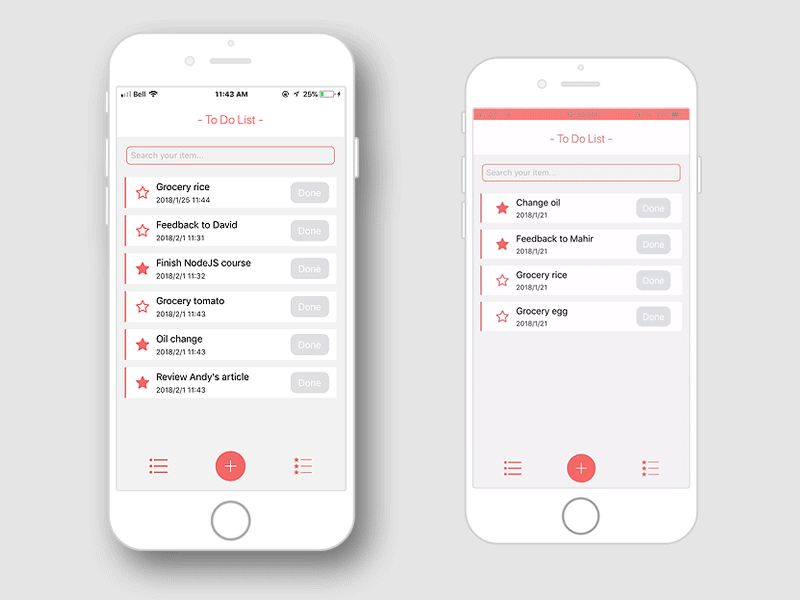 Bell
11:43 AM
25%
- To Do List -
Search your item...
Grocery rice
2018/1/25 11:44
Done
Feedback to David
2018/2/1 11:31
Done
Finish NodeJS course
2018/2/1 11:32
Done
Grocery tomato
2018/2/1 11:43
Done
Oil change
2018/2/1 11:43
Done
Review Andy's article
2018/2/1 11:43
Done
- To Do List -
Search your item...
Change oil
2018/1/21
Done
Feedback to Mahir
2018/1/21
Done
Grocery rice
2018/1/21
Done
Grocery egg
2018/1/21
Done